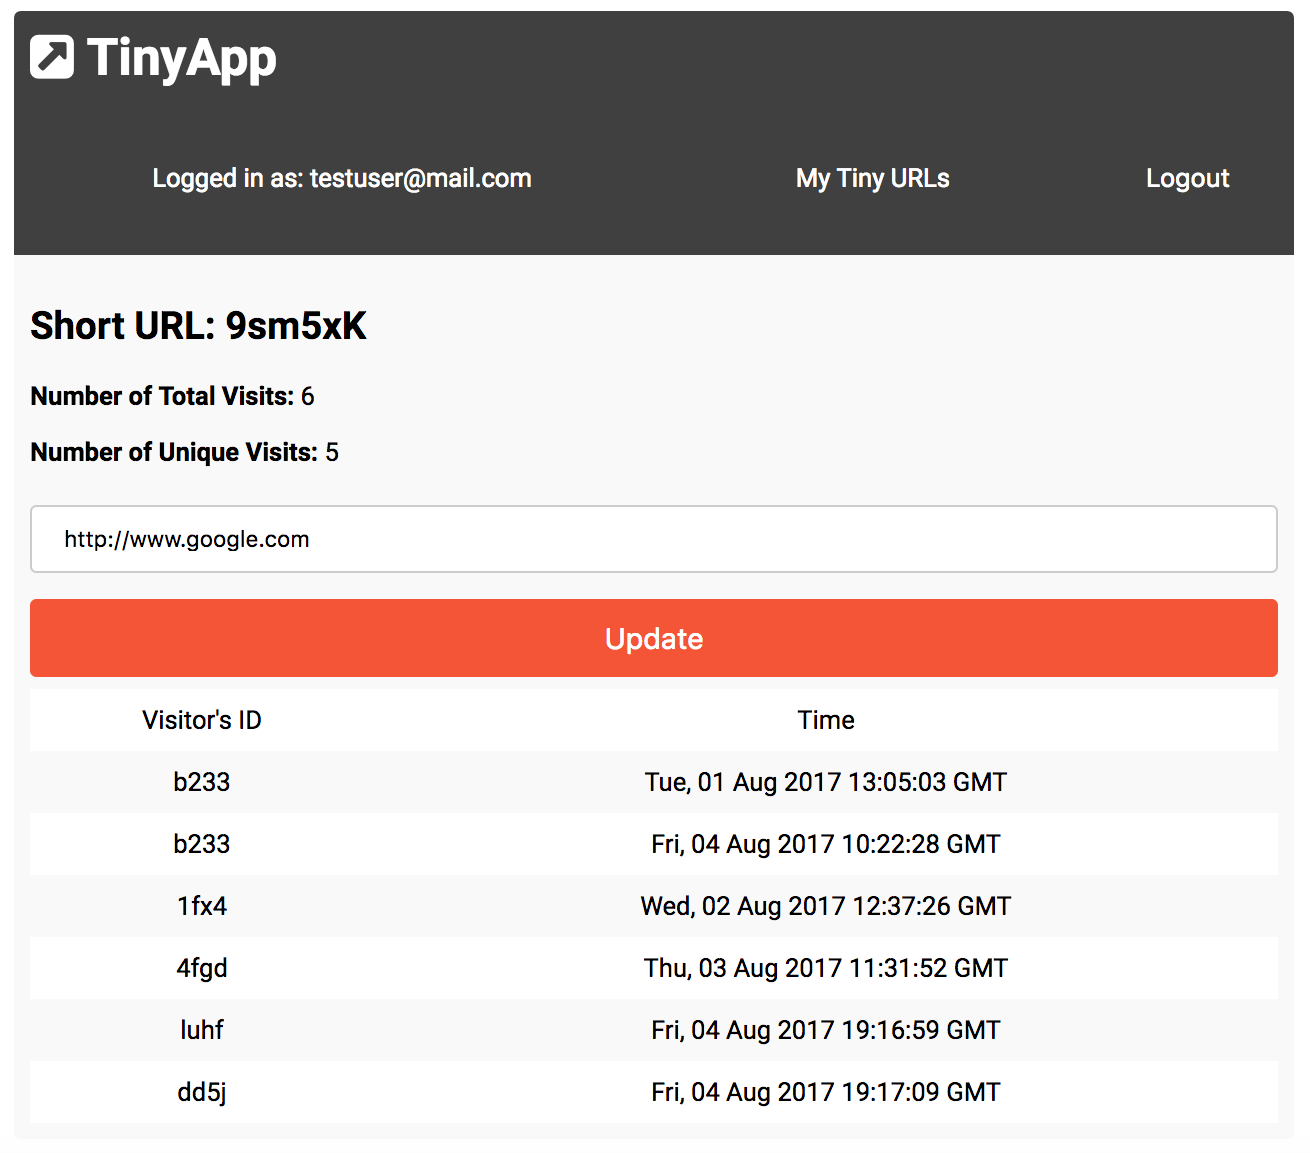 TinyApp
Logged in as: testuser@mail.com My Tiny URLs Logout
Short URL: 9sm5xK
Number of Total Visits: 6
Number of Unique Visits: 5
http://www.google.com
Update
Visitor's ID Time
b233 Tue, 01 Aug 2017 13:05:03 GMT
b233 Fri, 04 Aug 2017 10:22:28 GMT
1fx4 Wed, 02 Aug 2017 12:37:26 GMT
4fgd Thu, 03 Aug 2017 11:31:52 GMT
luhf Fri, 04 Aug 2017 19:16:59 GMT
dd5j Fri, 04 Aug 2017 19:17:09 GMT